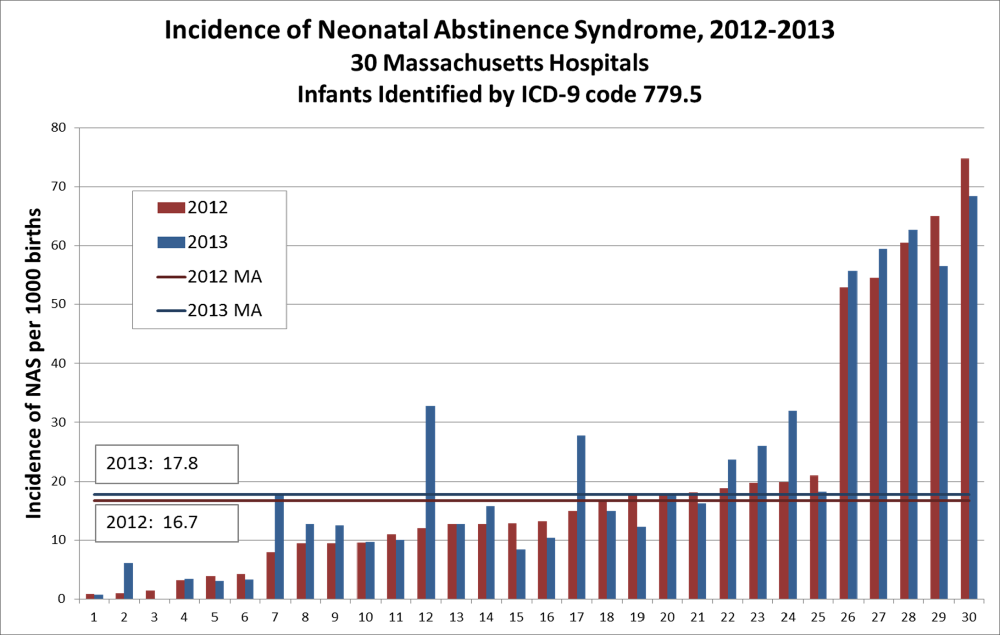 Incidence of Neonatal Abstinence Syndrome, 2012-2013
30 Massachusetts Hospitals
Infants Identified by ICD-9 code 779.5
Incidence of NAS per 1000 births
80
70
60
50
40
30
20
10
0
2012
2013
2012 MA
2013 MA
2013: 17.8
2012: 16.7
1 2 3 4 5 6 7 8 9 10 11 12 13 14 15 16 17 18 19 20 21 22 23 24 25 26 27 28 29 30